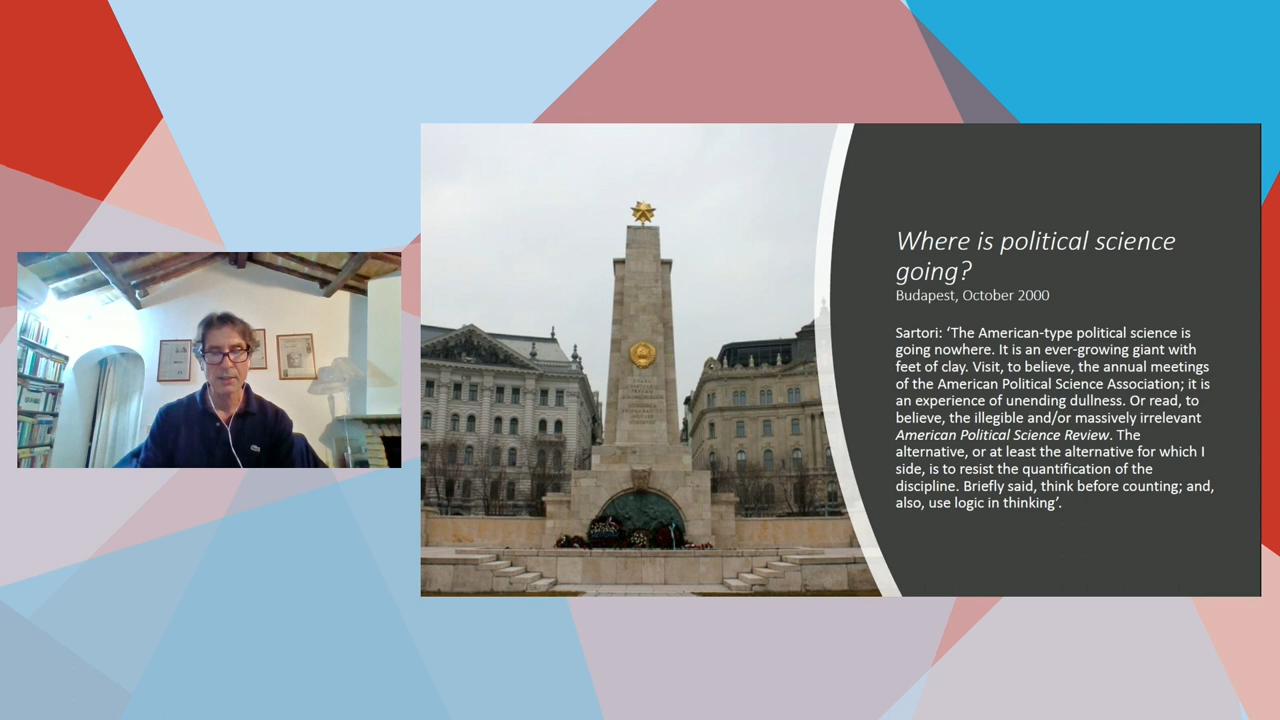 Where is political science
going?
Budapest, October 2000
Sartori: ‘The American-type political science is
going nowhere. It is an ever-growing giant with
feet of clay. Visit, to believe, the annual meetings
of the American Political Science Association; it is
an experience of unending dullness. Or read, to
believe, the illegible and/or massively irrelevant
American Political Science Review. The
alternative, or at least the alternative for which I
side, is to resist the quantification of the
discipline. Briefly said, think before counting; and,
also, use logic in thinking’.